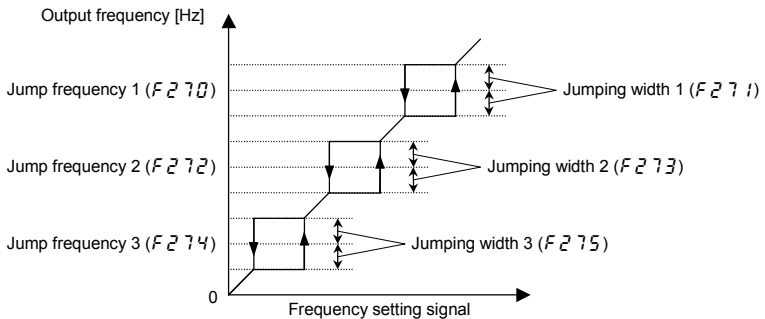 Output frequency [Hz]
Jump frequency 1 (F270)
Jumping width 1 (F271)
Jump frequency 2 (F272)
Jumping width 2 (F273)
Jump frequency 3 (F274)
Jumping width 3 (F275)
0
Frequency setting signal